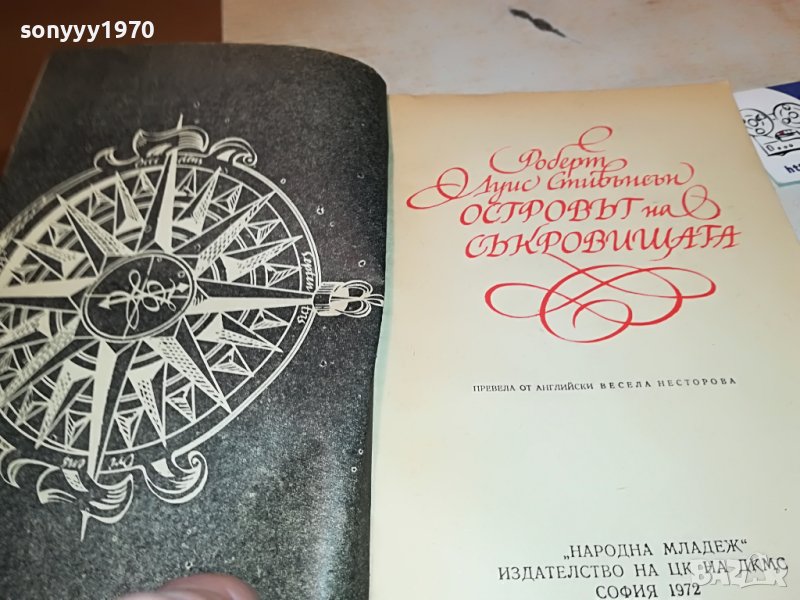 sonyyy1970
Роберт
Луис Стивънсън
ОСТРОВЪТ на
СЪКРОВИЩАТА
ПРЕВЕЛА ОТ АНГЛИЙСКИ ВЕСЕЛА НЕСТОРОВА
„НАРОДНА МЛАДЕЖ“
ИЗДАТЕЛСТВО НА ЦК НА ДКМС
СОФИЯ 1972
bazar